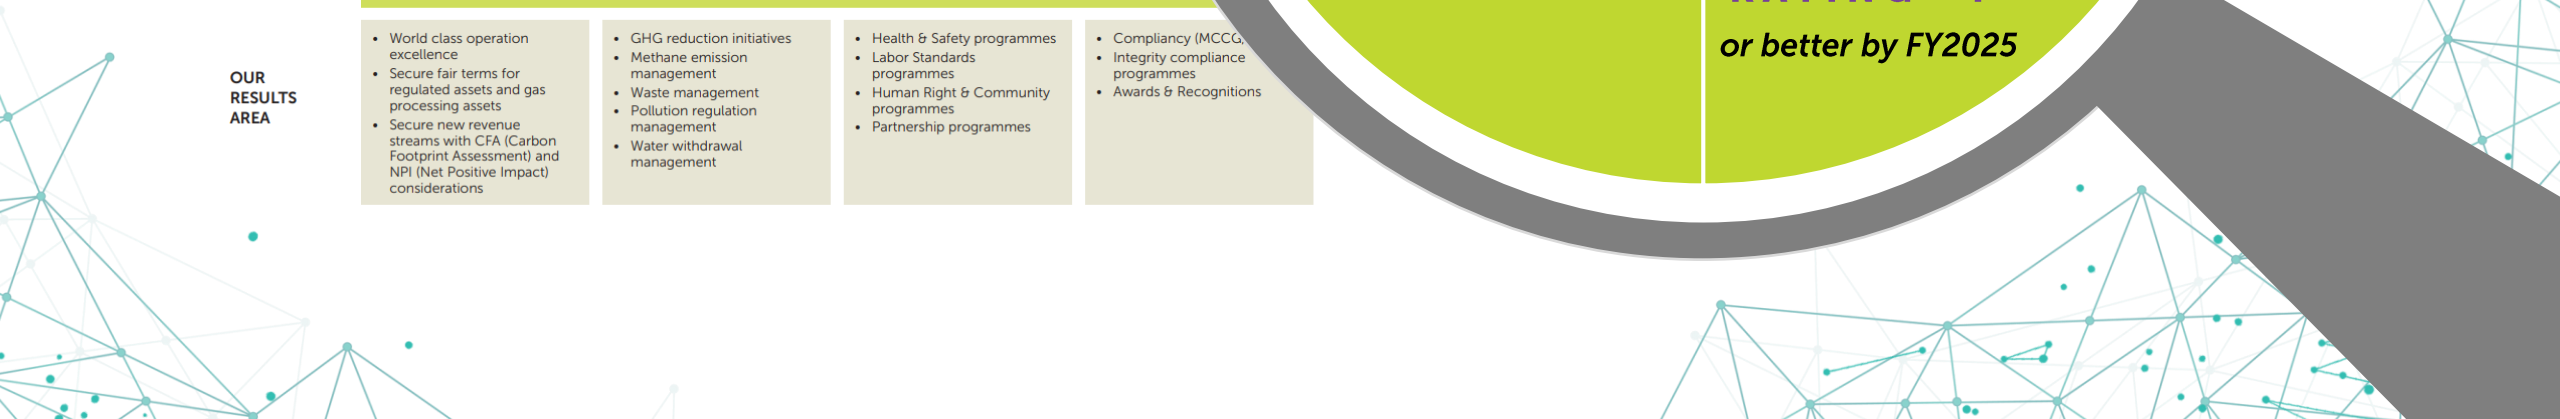 OUR
RESULTS
AREA
• World class operation
excellence
• Secure fair terms for
regulated assets and gas
processing assets
• Secure new revenue
streams with CFA (Carbon
Footprint Assessment) and
NPI (Net Positive Impact)
considerations
• GHG reduction initiatives
• Methane emission
management
• Waste management
• Pollution regulation
management
• Water withdrawal
management
• Health & Safety programmes
• Labor Standards
programmes
• Human Right & Community
programmes
• Partnership programmes
• Compliancy (MCCG,
• Integrity compliance
programmes
• Awards & Recognitions
or better by FY2025